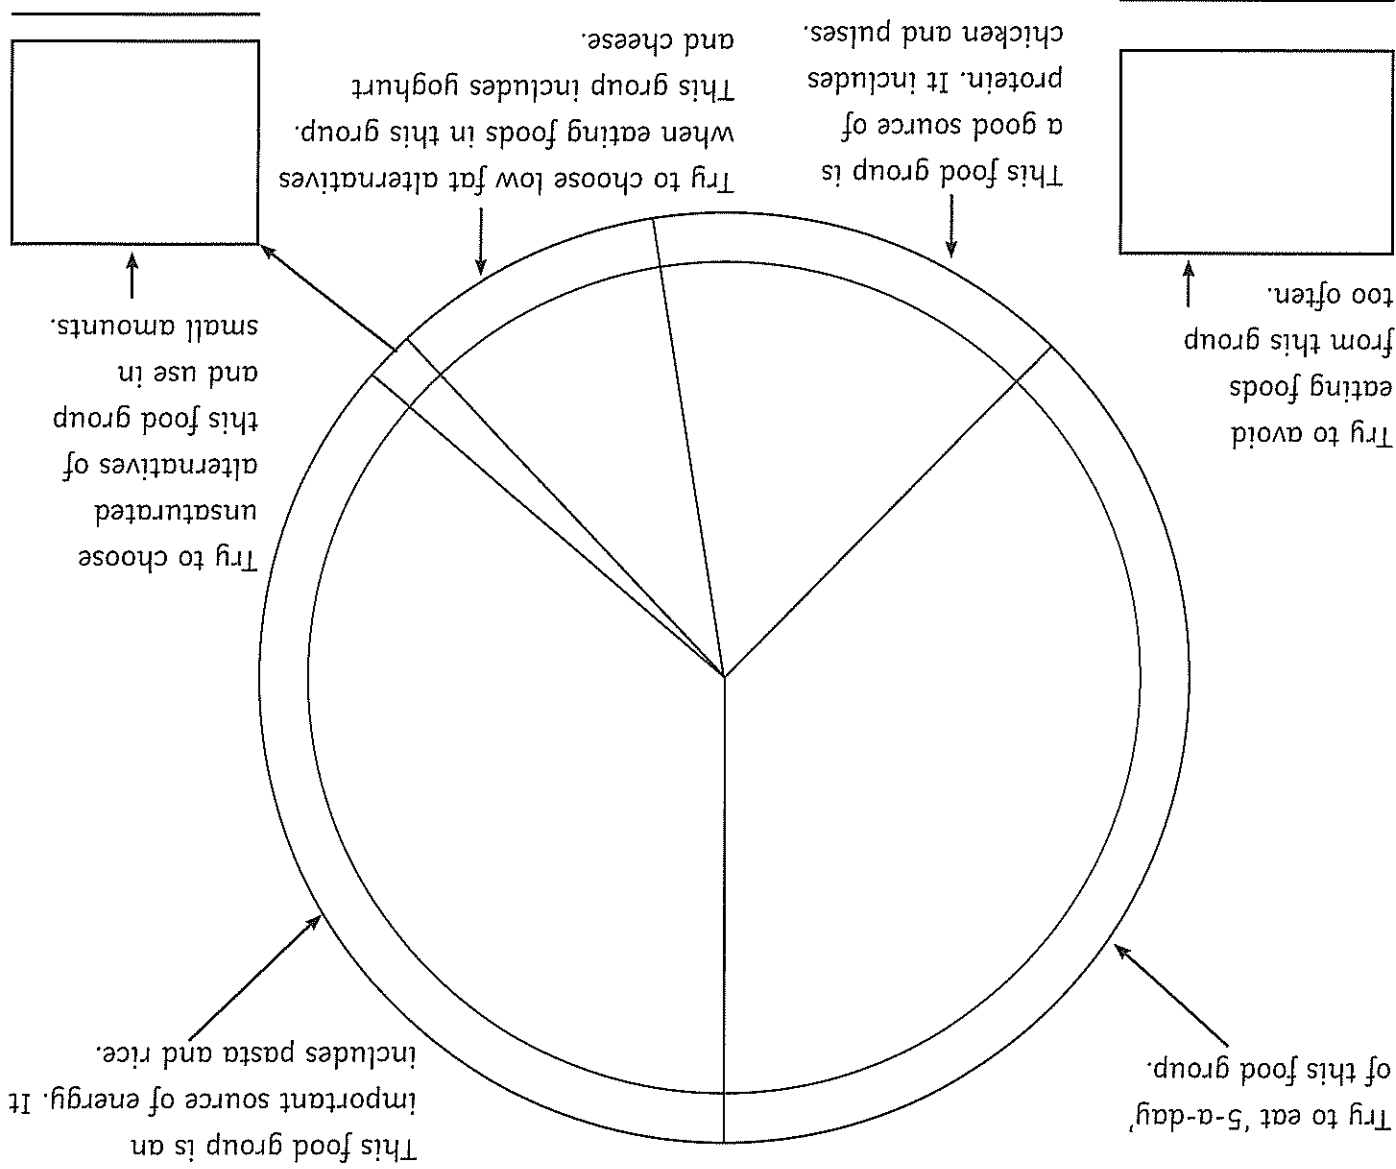 Try to eat '5-a-day'
of this food group.
This food group is an
important source of energy. It
includes pasta and rice.
Try to avoid
eating foods
from this group
too often.
Try to choose
unsaturated
alternatives of
this food group
and use in
small amounts.
This food group is
a good source of
protein. It includes
chicken and pulses.
Try to choose low fat alternatives
when eating foods in this group.
This group includes yoghurt
and cheese.